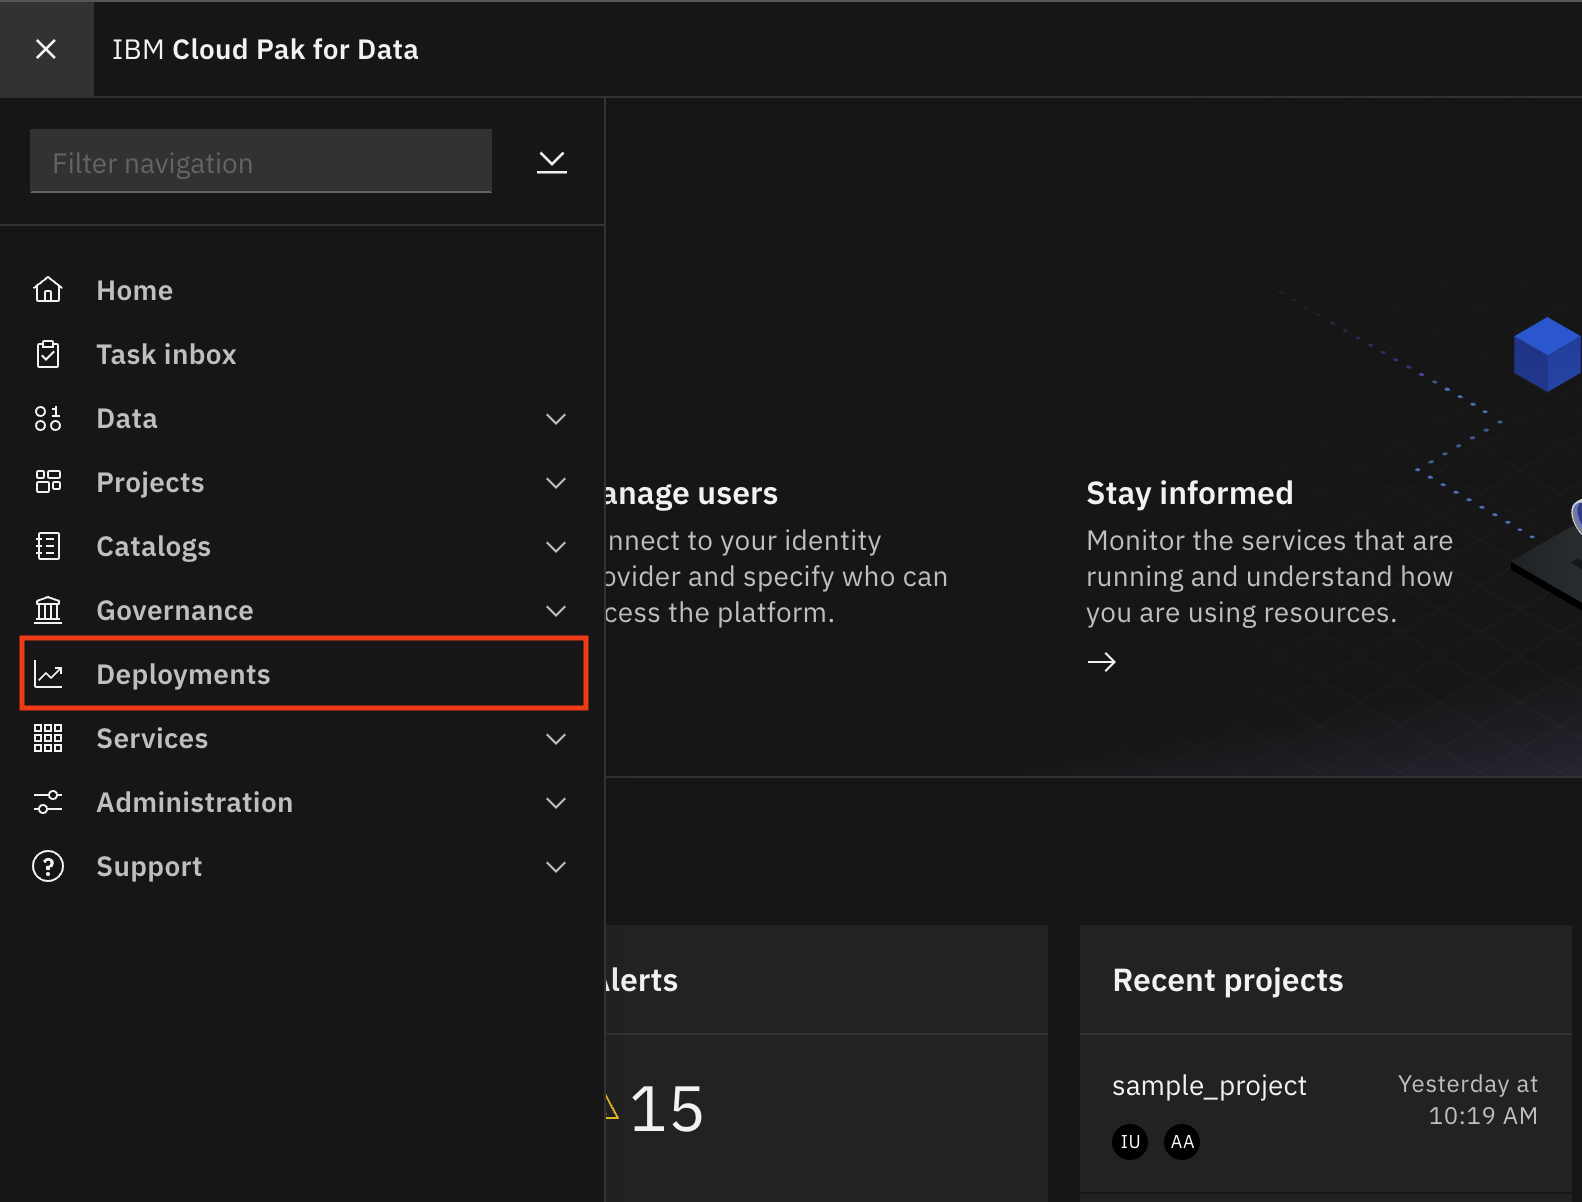 IBM Cloud Pak for Data
Filter navigation
Home
Task inbox
Data
Projects
Catalogs
Governance
Deployments
Services
Administration
Support
anage users
nnect to your identity
ovider and specify who can
cess the platform.
Stay informed
Monitor the services that are
running and understand how
you are using resources.
lerts
15
Recent projects
sample_project
Yesterday at
10:19 AM
IU AA